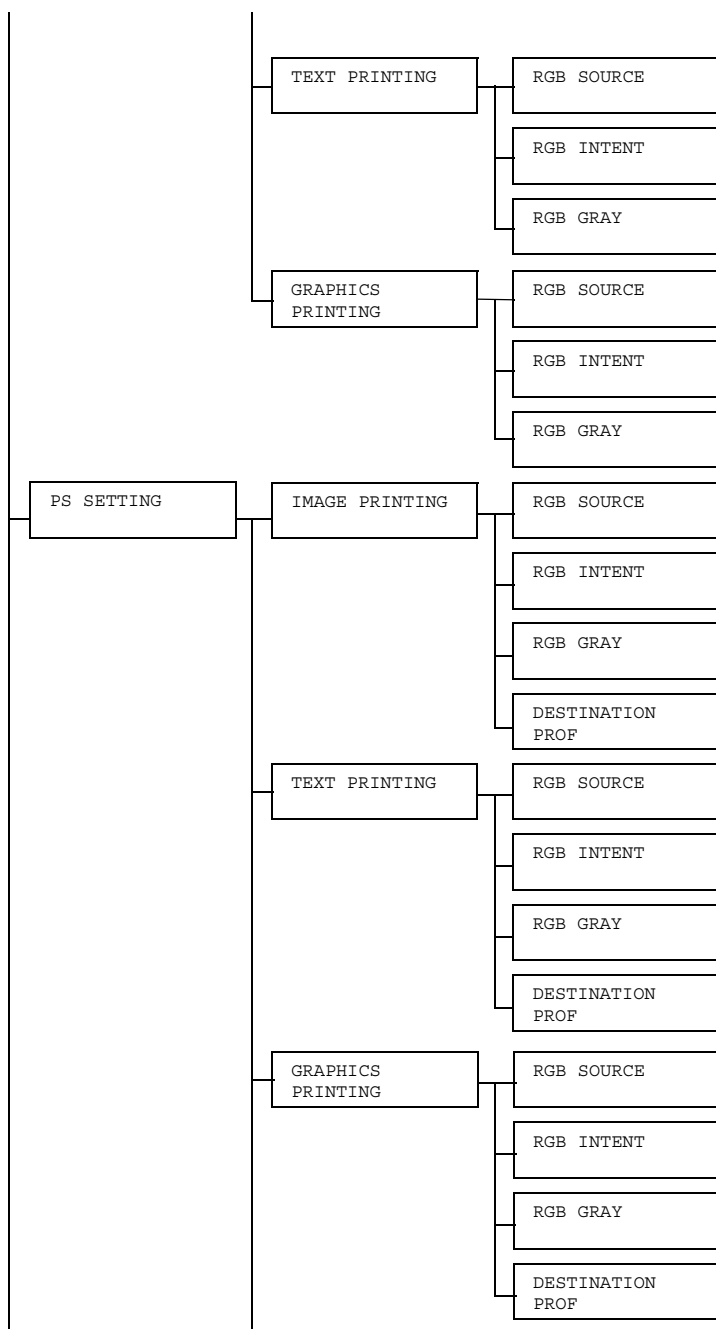 TEXT PRINTING
RGB SOURCE
RGB INTENT
RGB GRAY
GRAPHICS
PRINTING
RGB SOURCE
RGB INTENT
RGB GRAY
PS SETTING
IMAGE PRINTING
RGB SOURCE
RGB INTENT
RGB GRAY
DESTINATION
PROF
TEXT PRINTING
RGB SOURCE
RGB INTENT
RGB GRAY
DESTINATION
PROF
GRAPHICS
PRINTING
RGB SOURCE
RGB INTENT
RGB GRAY
DESTINATION
PROF